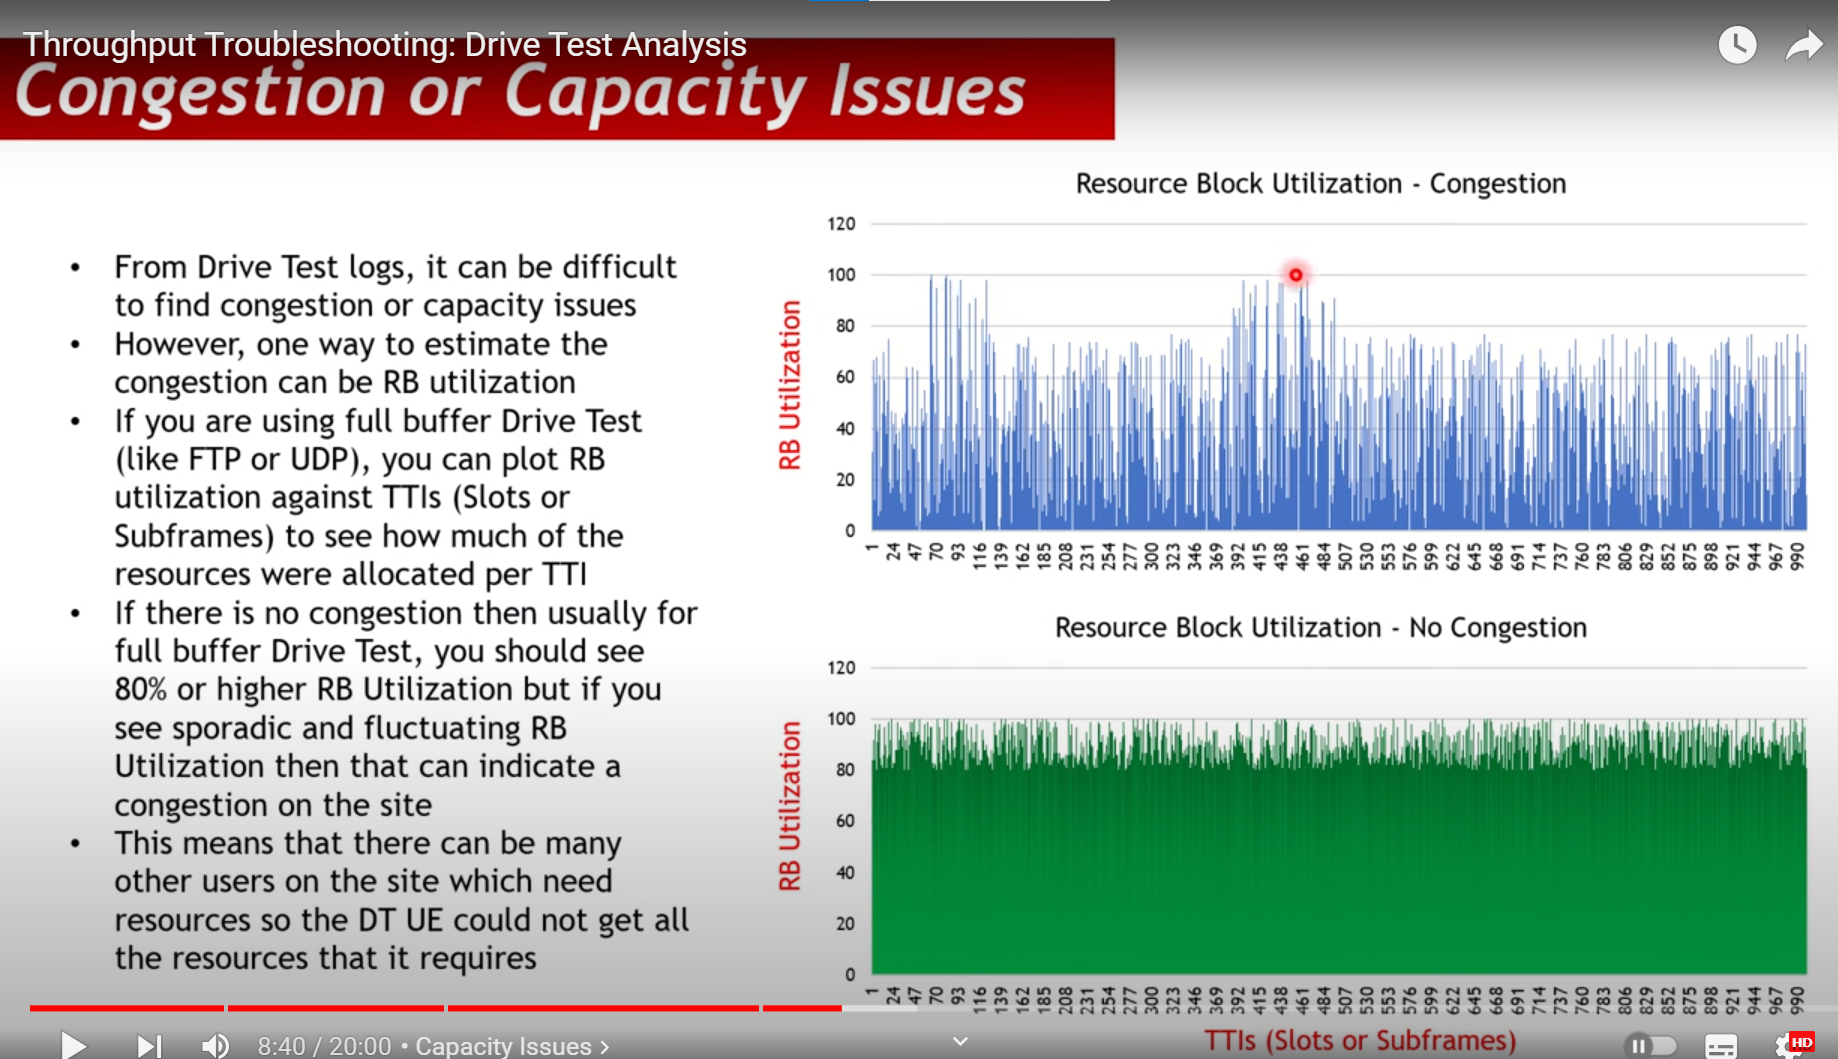 Throughput Troubleshooting: Drive Test Analysis
Congestion or Capacity Issues
• From Drive Test logs, it can be difficult
to find congestion or capacity issues
• However, one way to estimate the
congestion can be RB utilization
• If you are using full buffer Drive Test
(like FTP or UDP), you can plot RB
utilization against TTIs (Slots or
Subframes) to see how much of the
resources were allocated per TTI
• If there is no congestion then usually for
full buffer Drive Test, you should see
80% or higher RB Utilization but if you
see sporadic and fluctuating RB
Utilization then that can indicate a
congestion on the site
• This means that there can be many
other users on the site which need
resources so the DT UE could not get all
the resources that it requires
Resource Block Utilization - Congestion
RB Utilization
120
100
80
60
40
20
0
1 24 47 70 93 116 139 162 185 208 231 254 277 300 323 346 369 392 415 438 461 484 507 530 553 576 599 622 645 668 691 714 737 760 783 806 829 852 875 898 921 944 967 990
Resource Block Utilization - No Congestion
RB Utilization
120
100
80
60
40
20
0
1 24 47 70 93 116 139 162 185 208 231 254 277 300 323 346 369 392 415 438 461 484 507 530 553 576 599 622 645 668 691 714 737 760 783 806 829 852 875 898 921 944 967 990
TTIs (Slots or Subframes)
8:40 / 20:00 • Capacity Issues >
HD